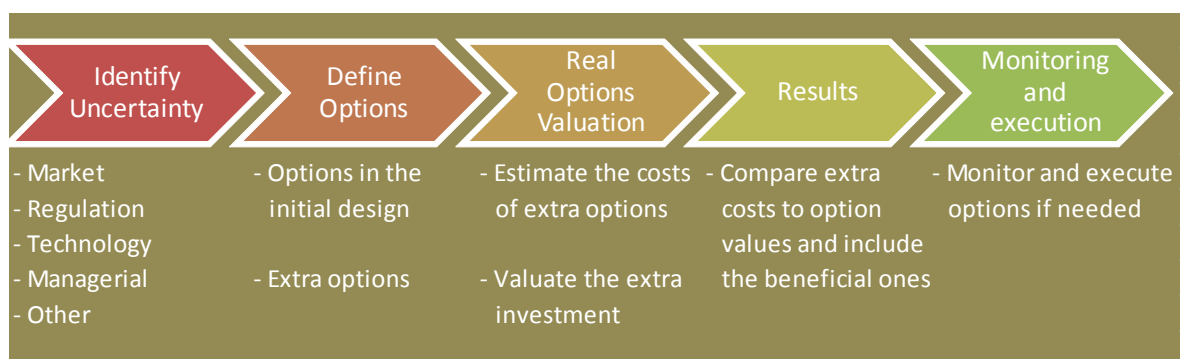 Identify
Uncertainty
Define
Options
Real
Options
Valuation
Results
Monitoring
and
execution
- Market
- Regulation
- Technology
- Managerial
- Other
- Options in the
initial design
- Extra options
- Estimate the costs
of extra options
- Valuate the extra
investment
- Compare extra
costs to option
values and include
the beneficial ones
- Monitor and execute
options if needed